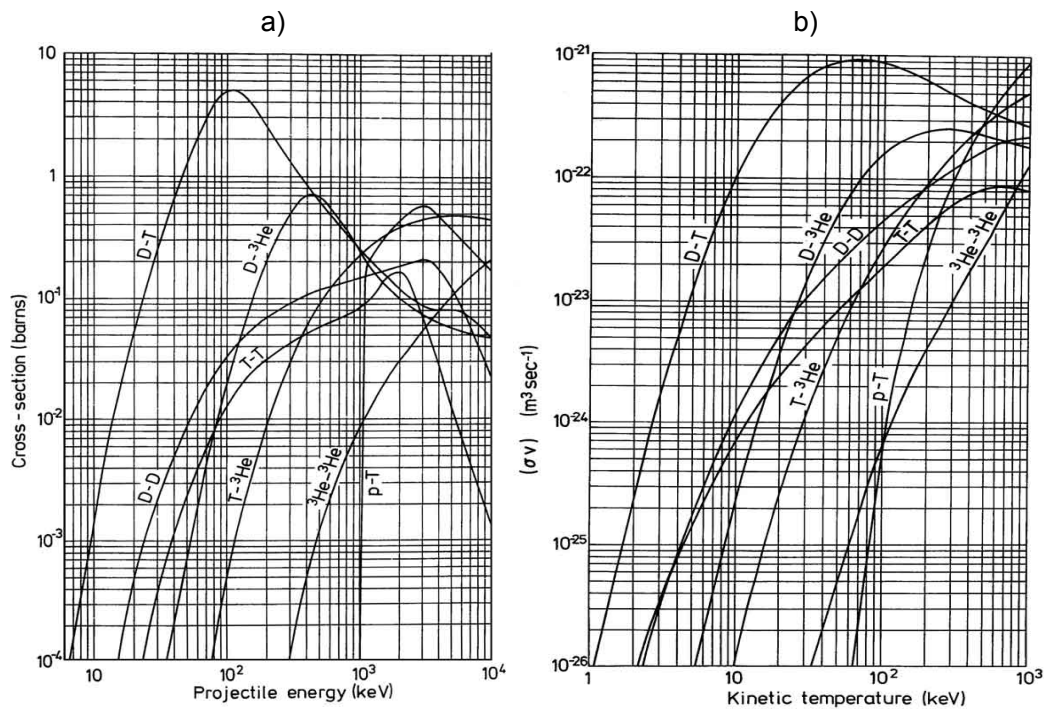 a)
10
1
10⁻¹
10⁻²
10⁻³
10⁻⁴
Cross-section (barns)
D-T
D-³He
T-T
D-D
T-³He
³He-³He
p-T
10
10²
10³
10⁴
Projectile energy (keV)
b)
10⁻²¹
10⁻²²
10⁻²³
10⁻²⁴
10⁻²⁵
10⁻²⁶
(σv) (m³sec⁻¹)
D-T
D-³He
D-D
T-T
³He-³He
T-³He
p-T
1
10
10²
10³
Kinetic temperature (keV)